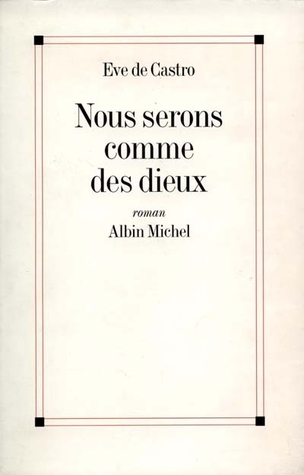 Eve de Castro
Nous serons
comme
des dieux
roman
Albin Michel